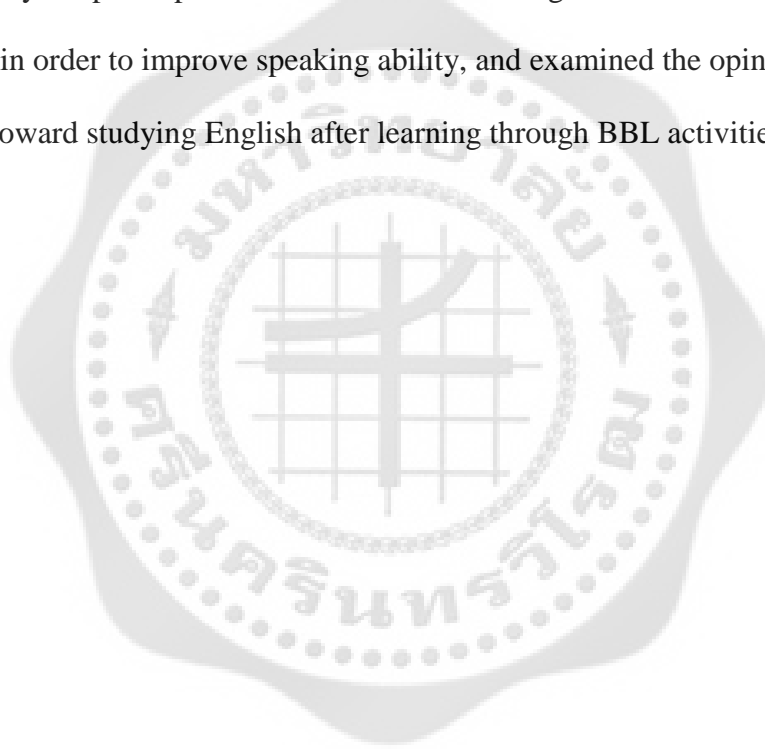 in order to improve speaking ability, and examined the opin
oward studying English after learning through BBL activitie
มหาวิทยาลัย
ศรีนครินทรวิโรฒ